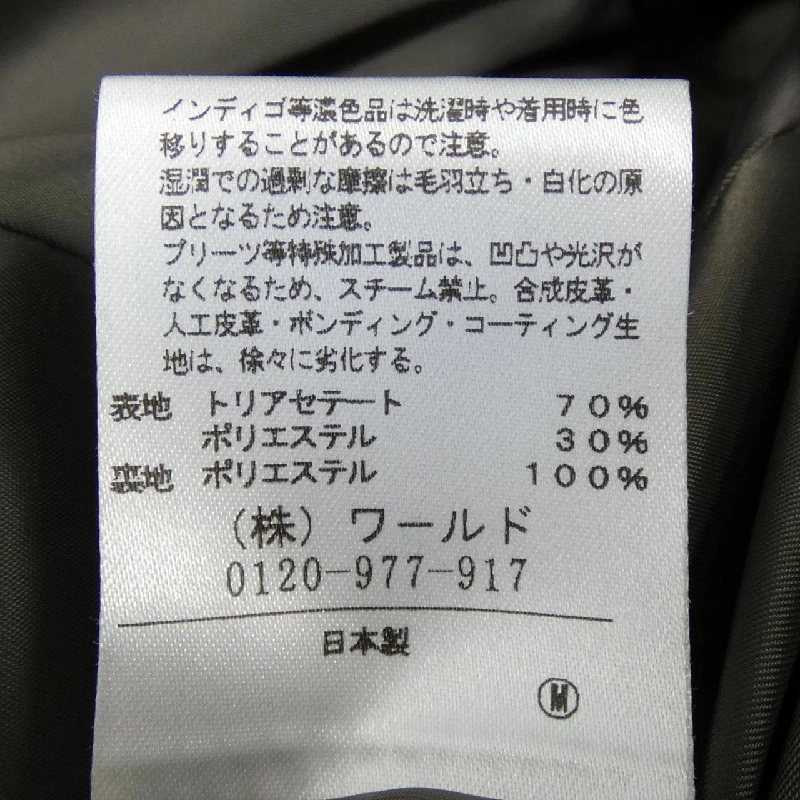 インディゴ等濃色品は洗濯時や着用時に色
移りすることがあるので注意。
湿潤での過剰な摩擦は毛羽立ち・白化の原
因となるため注意。
プリーツ等特殊加工製品は、凹凸や光沢が
なくなるため、スチーム禁止。合成皮革・
人工皮革・ボンディング・コーティング生
地は、徐々に劣化する。
表地 トリアセテート 70%
ポリエステル 30%
裏地 ポリエステル 100%
(株) ワールド
0120-977-917
日本製
Ⓜ